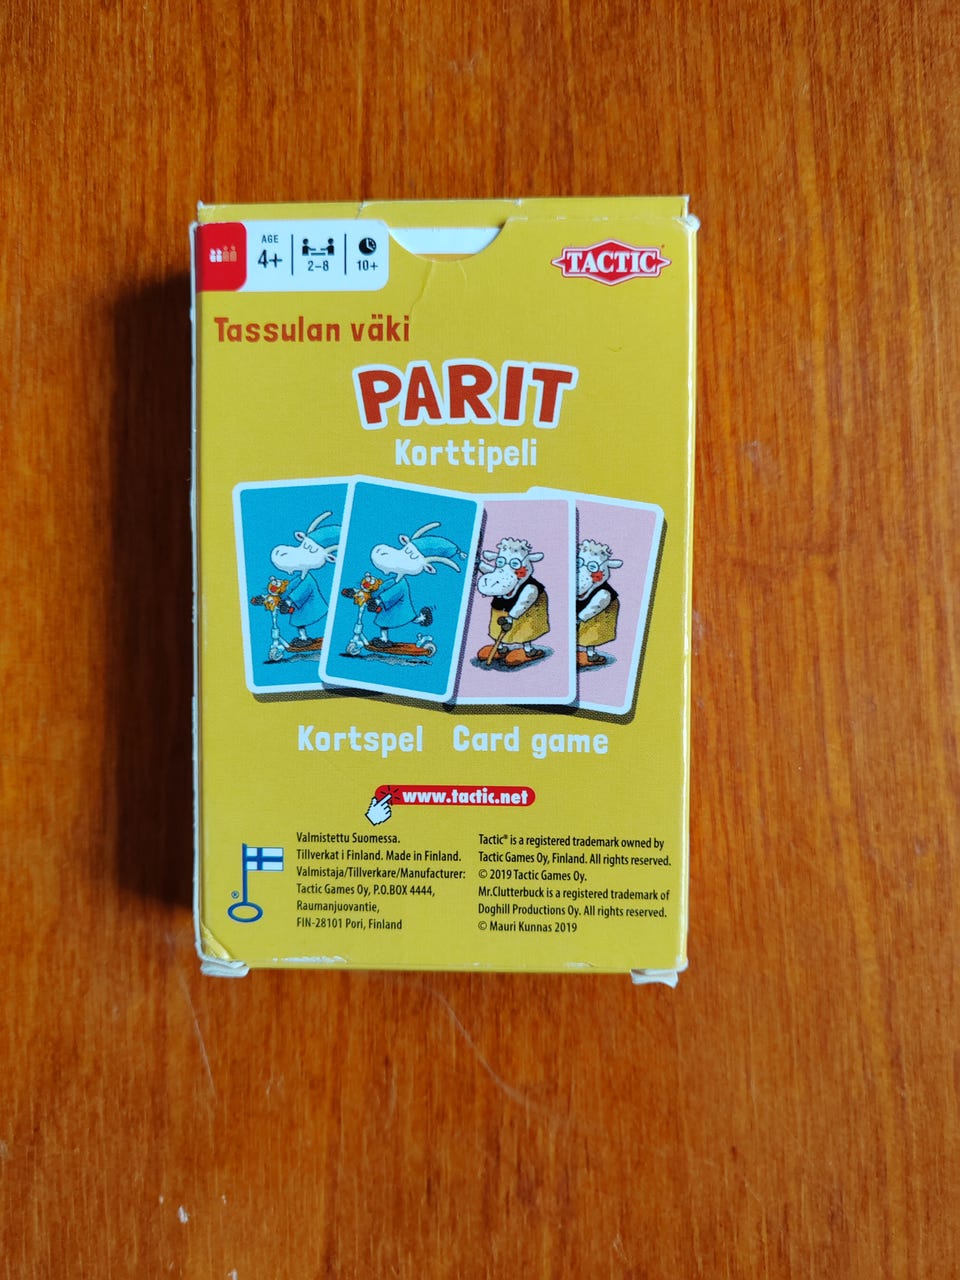 AGE
4+
2-8
10+
TACTIC
Tassulan väki
PARIT
Korttipeli
Kortspel Card game
www.tactic.net
Valmistettu Suomessa.
Tillverkat i Finland. Made in Finland.
Valmistaja/Tillverkare/Manufacturer:
Tactic Games Oy, P.O.BOX 4444,
Raumanjuovantie,
FIN-28101 Pori, Finland
®
Tactic® is a registered trademark owned by
Tactic Games Oy, Finland. All rights reserved.
© 2019 Tactic Games Oy.
Mr.Clutterbuck is a registered trademark of
Doghill Productions Oy. All rights reserved.
© Mauri Kunnas 2019